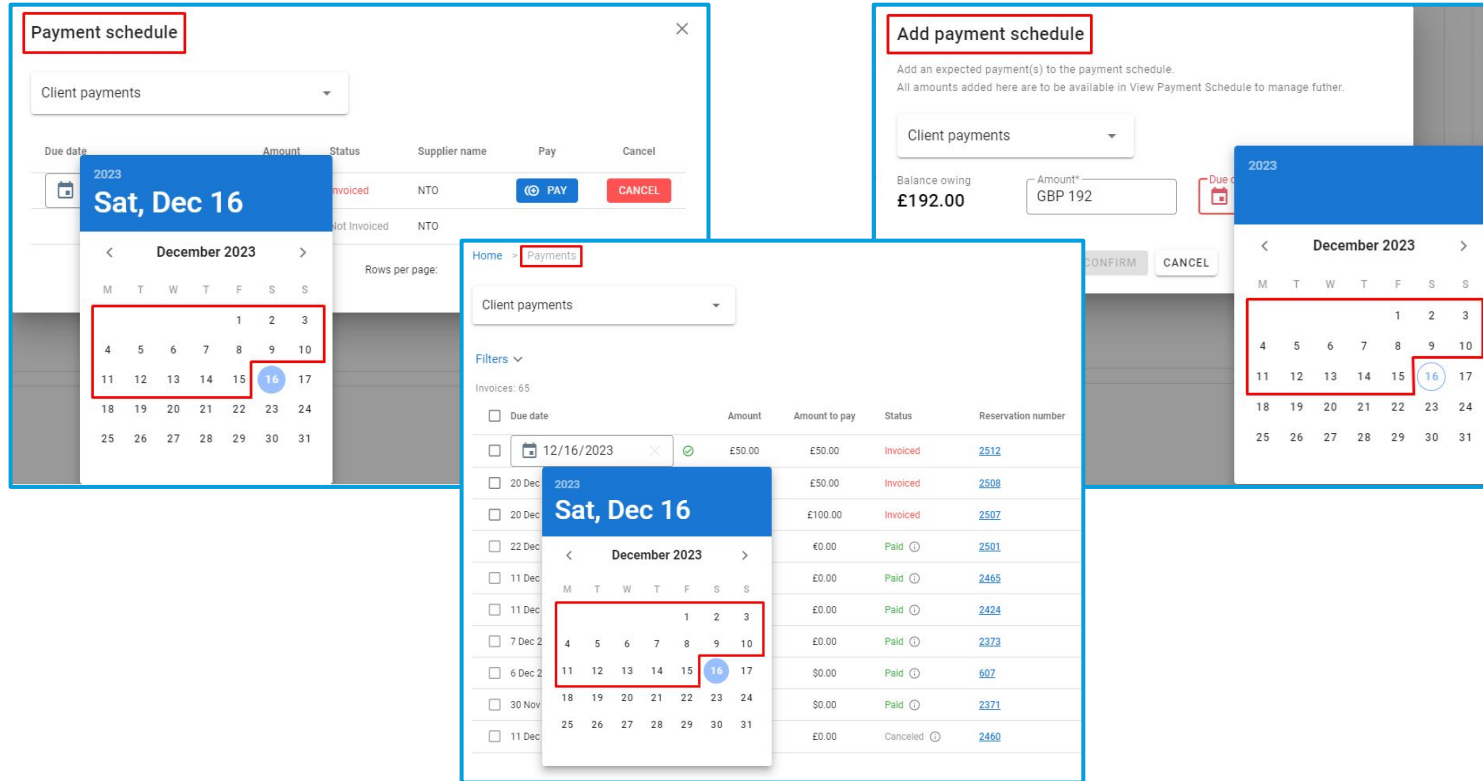 Payment schedule
Client payments
Due date Amount Status Supplier name Pay Cancel
Invoiced NTO PAY CANCEL
Not Invoiced NTO
Rows per page:
2023
Sat, Dec 16
December 2023
M T W T F S S
1 2 3
4 5 6 7 8 9 10
11 12 13 14 15 16 17
18 19 20 21 22 23 24
25 26 27 28 29 30 31
Add payment schedule
Add an expected payment(s) to the payment schedule.
All amounts added here are to be available in View Payment Schedule to manage futher.
Client payments
Balance owing
£192.00
Amount*
GBP 192
Due
CONFIRM CANCEL
2023
December 2023
M T W T F S S
1 2 3
4 5 6 7 8 9 10
11 12 13 14 15 16 17
18 19 20 21 22 23 24
25 26 27 28 29 30 31
Home > Payments
Client payments
Filters
Invoices: 65
Due date Amount Amount to pay Status Reservation number
12/16/2023 £50.00 £50.00 Invoiced 2512
20 Dec £50.00 Invoiced 2508
20 Dec £100.00 Invoiced 2507
22 Dec €0.00 Paid 2501
11 Dec £0.00 Paid 2465
11 Dec £0.00 Paid 2424
7 Dec 2 £0.00 Paid 2373
6 Dec 2 $0.00 Paid 607
30 Nov $0.00 Paid 2371
11 Dec £0.00 Canceled 2460
2023
Sat, Dec 16
December 2023
M T W T F S S
1 2 3
4 5 6 7 8 9 10
11 12 13 14 15 16 17
18 19 20 21 22 23 24
25 26 27 28 29 30 31